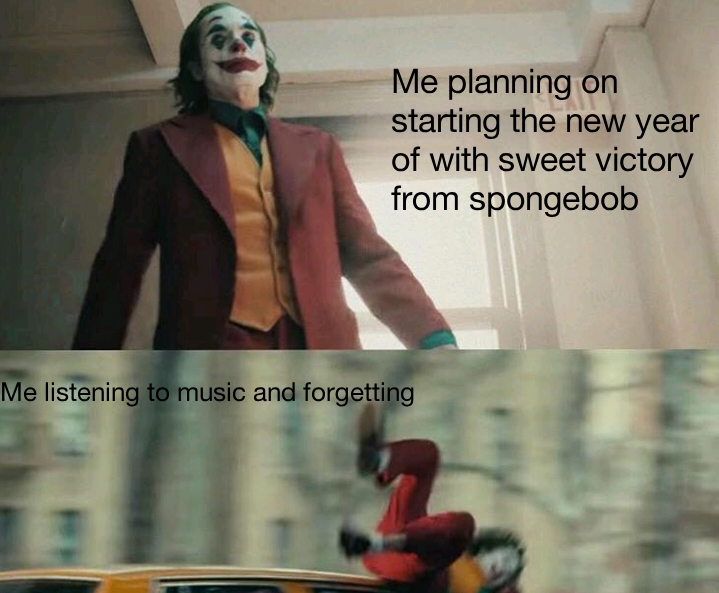 Me planning on
starting the new year
of with sweet victory
from spongebob
Me listening to music and forgetting